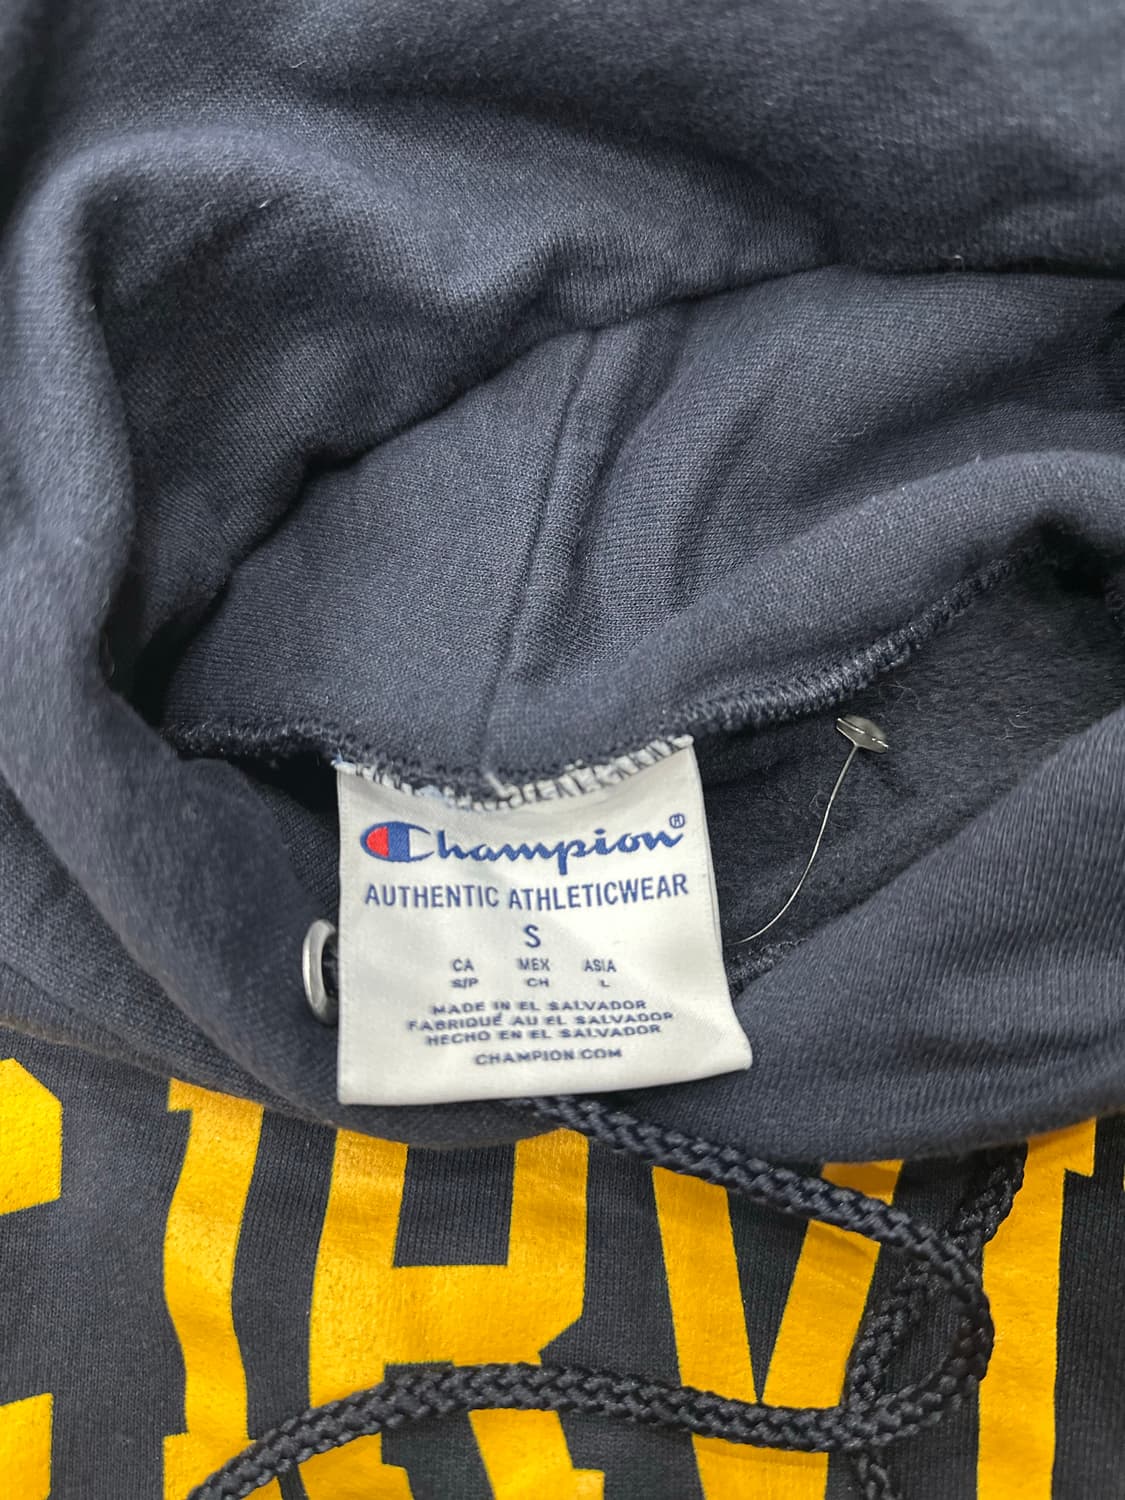 Champion®
AUTHENTIC ATHLETICWEAR
S
CA MEX ASIA
S/P CH L
MADE IN EL SALVADOR
FABRIQUÉ AU EL SALVADOR
HECHO EN EL SALVADOR
CHAMPION.COM